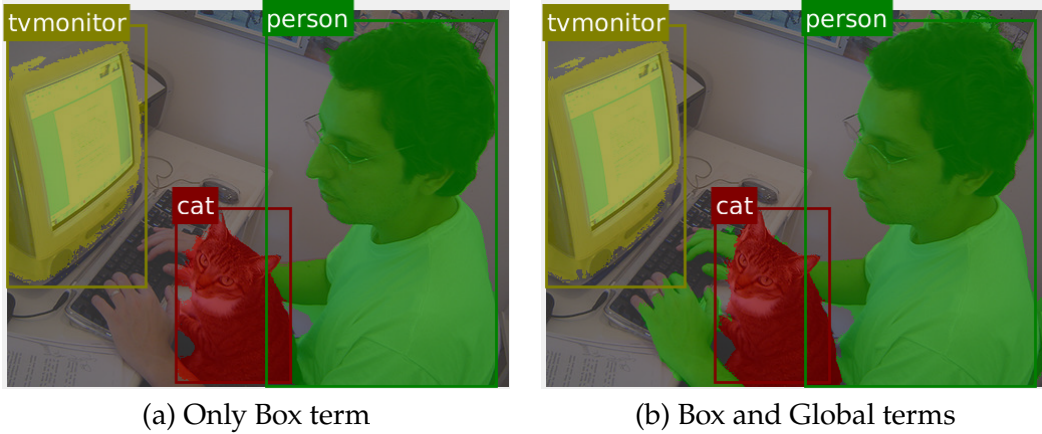 tvmonitor
person
cat
(a) Only Box term
tvmonitor
person
cat
(b) Box and Global terms